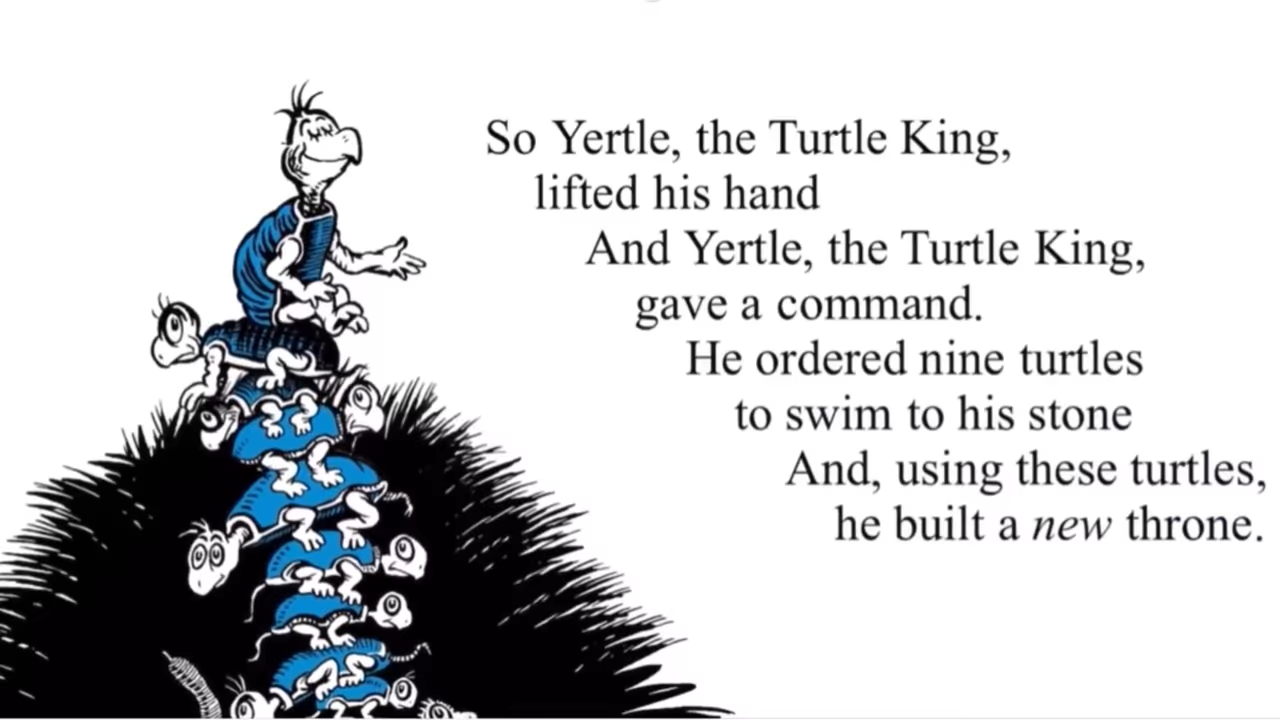 So Yertle, the Turtle King,
lifted his hand
And Yertle, the Turtle King,
gave a command.
He ordered nine turtles
to swim to his stone
And, using these turtles,
he built a new throne.